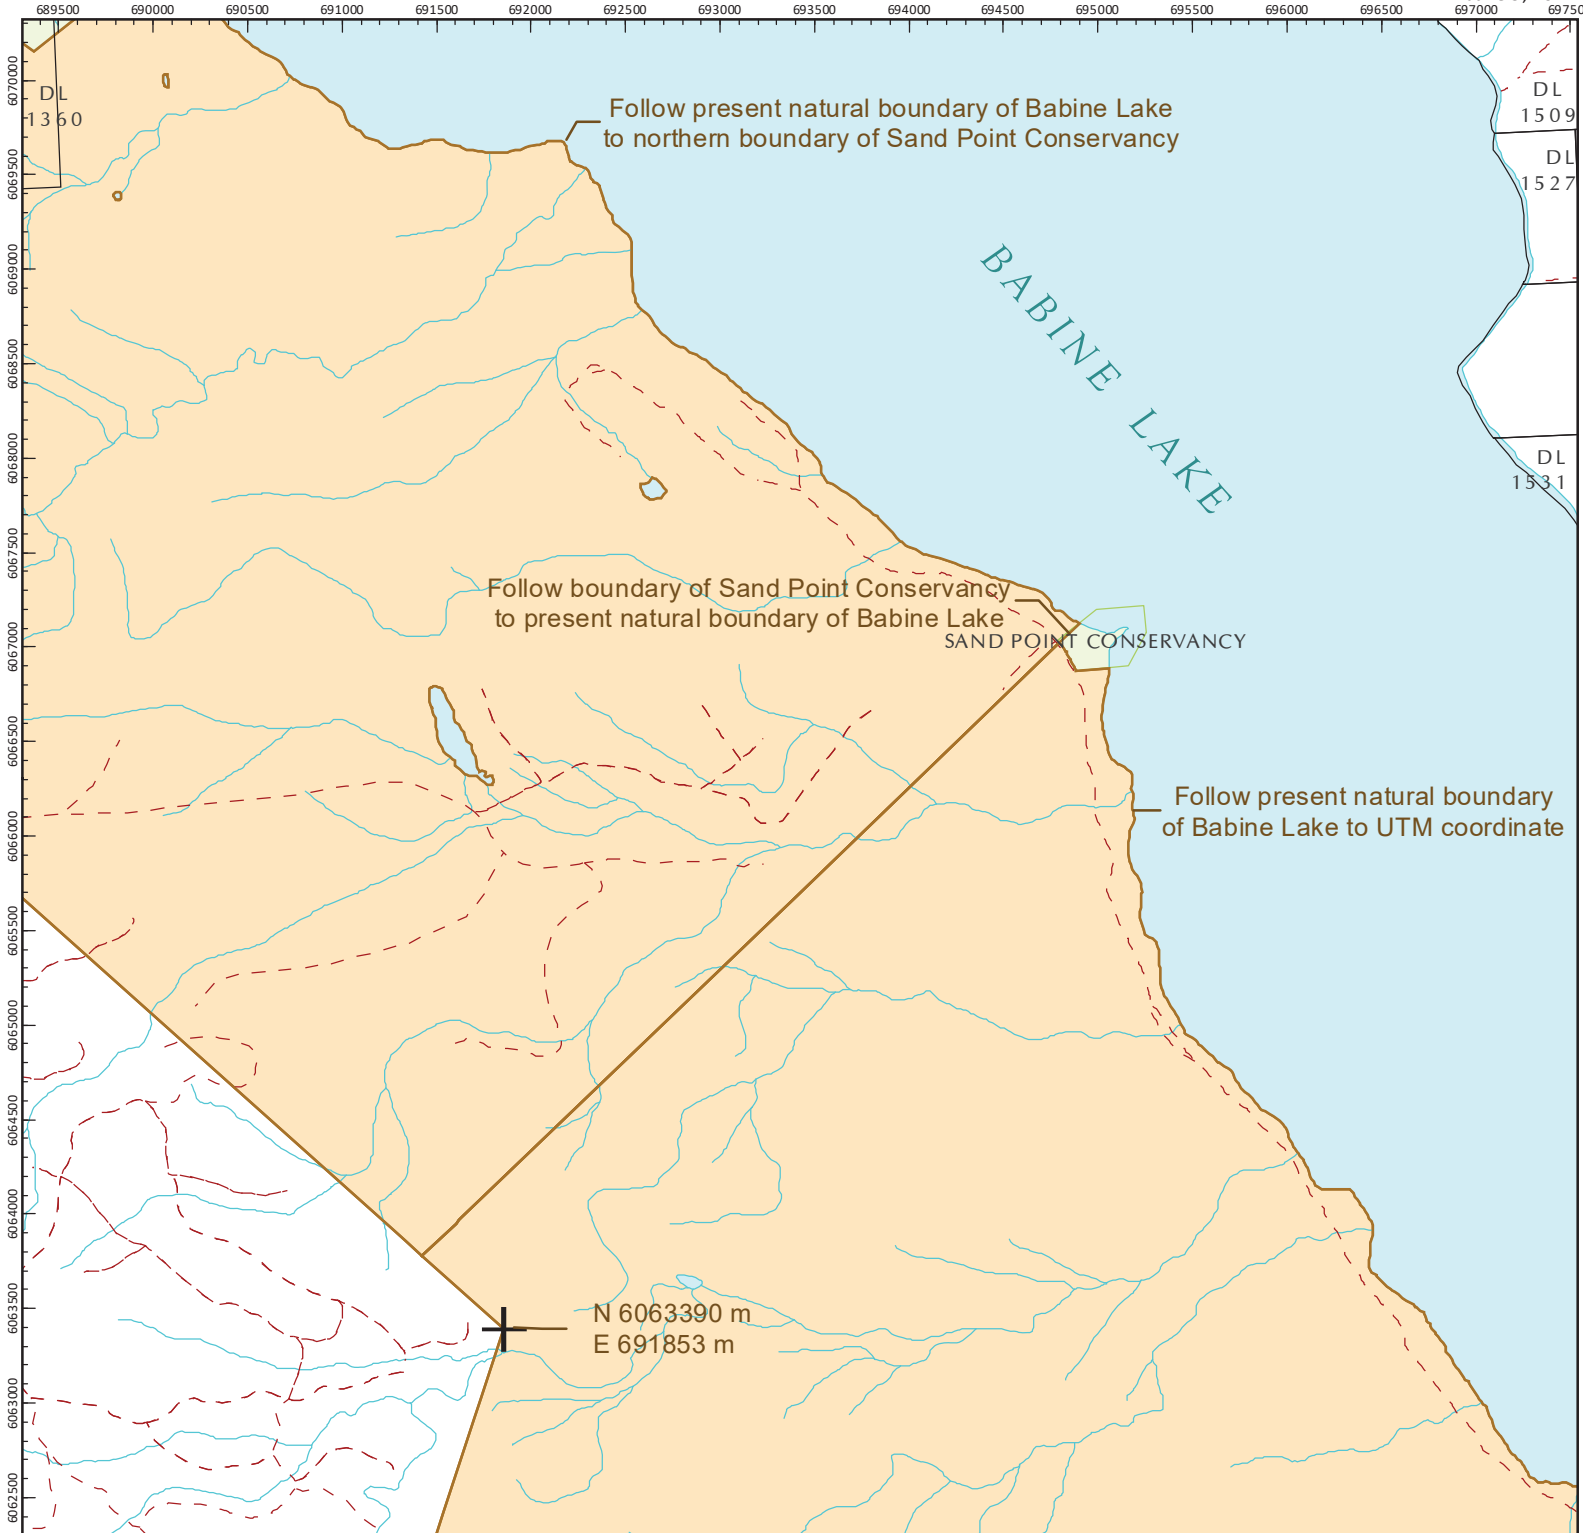 689500 690000 690500 691000 691500 692000 692500 693000 693500 694000 694500 695000 695500 696000 696500 697000 6975
6070000
6069500
6069000
6068500
6068000
6067500
6067000
6066500
6066000
6065500
6065000
6064500
6064000
6063500
6063000
6062500
DL
1360
Follow present natural boundary of Babine Lake
to northern boundary of Sand Point Conservancy
DL
1509
DL
1527
BABINE LAKE
DL
1531
Follow boundary of Sand Point Conservancy
to present natural boundary of Babine Lake
SAND POINT CONSERVANCY
Follow present natural boundary
of Babine Lake to UTM coordinate
N 6063390 m
E 691853 m